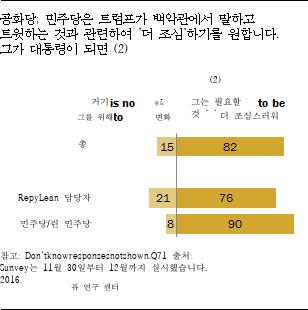 공화당; 민주당은 트럼프가 백악관에서 말하고
트윗하는 것과 관련하여 '더 조심'하기를 원합니다.
그가 대통령이 되면 (2)
(2)
거기 is no
그를 위해 to
변화
그는 필요할 to be
것 더 조심스러워
총
15
82
RepyLean 담당자
21
76
민주당/린 민주당
8
90
참고: Don'tknowresponsesnotshown.Q71 출처:
Survey는 11월 30일부터 12월까지 실시했습니다.
2016.
퓨 연구 센터